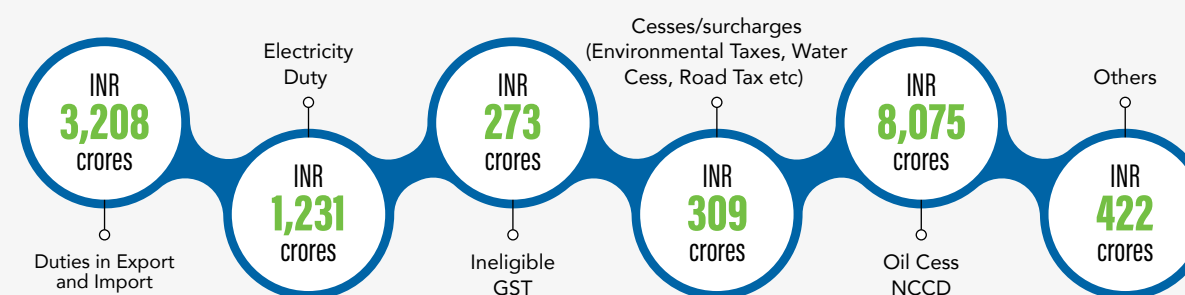 INR
3,208
crores
Duties in Export
and Import
Electricity
Duty
INR
1,231
crores
INR
273
crores
Ineligible
GST
Cesses/surcharges
(Environmental Taxes, Water
Cess, Road Tax etc)
INR
309
crores
INR
8,075
crores
Oil Cess
NCCD
Others
INR
422
crores